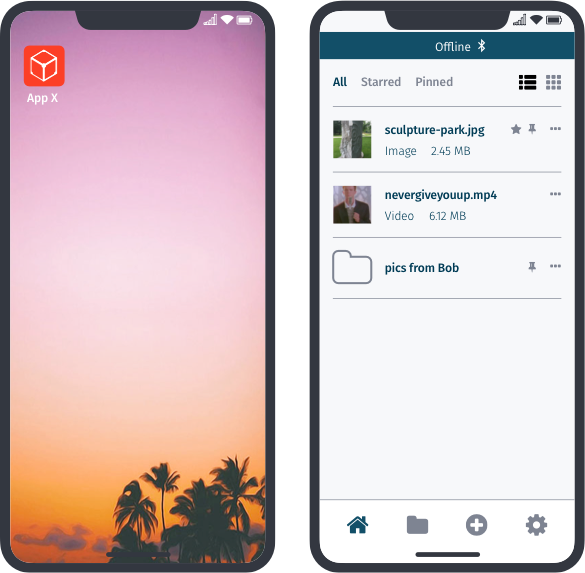 App X
Offline
All Starred Pinned
sculpture-park.jpg
Image 2.45 MB
nevergiveyouup.mp4
Video 6.12 MB
pics from Bob